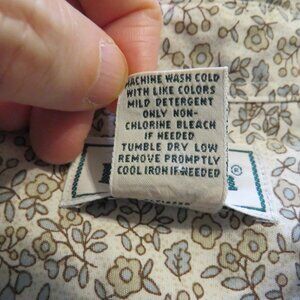 MACHINE WASH COLD
WITH LIKE COLORS
MILD DETERGENT
ONLY NON-
CHLORINE BLEACH
IF NEEDED
TUMBLE DRY LOW
REMOVE PROMPTLY
COOL IRON IF NEEDED